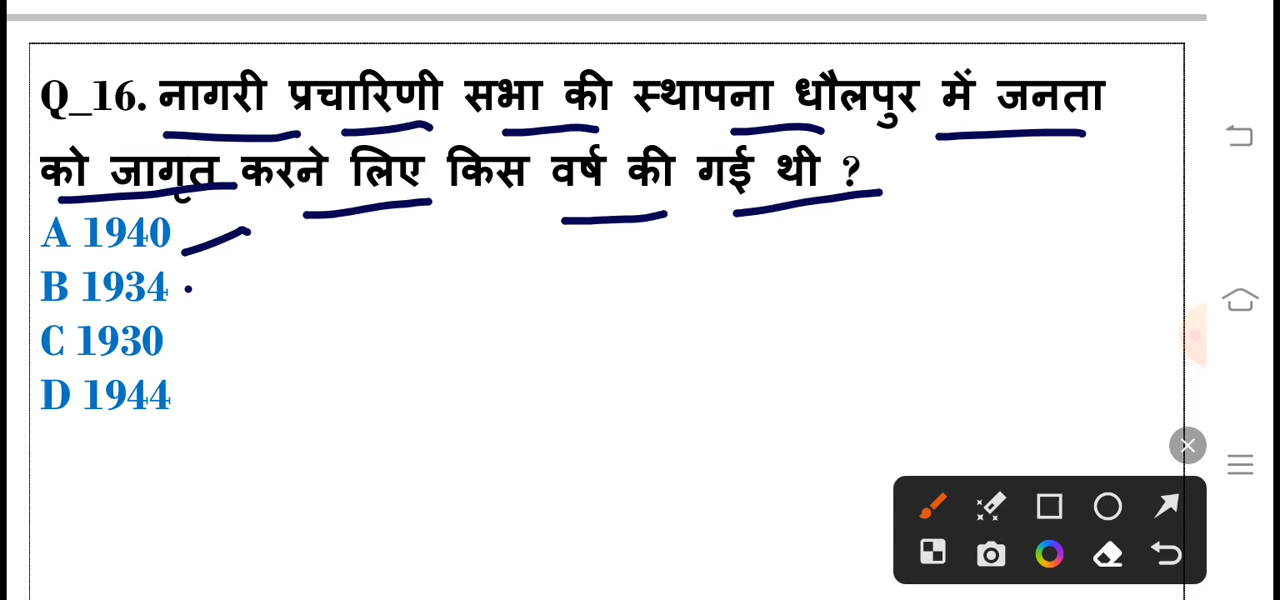 Q_16. नागरी प्रचारिणी सभा की स्थापना धौलपुर में जनता
को जागृत करने लिए किस वर्ष की गई थी ?
A 1940
B 1934
C 1930
D 1944